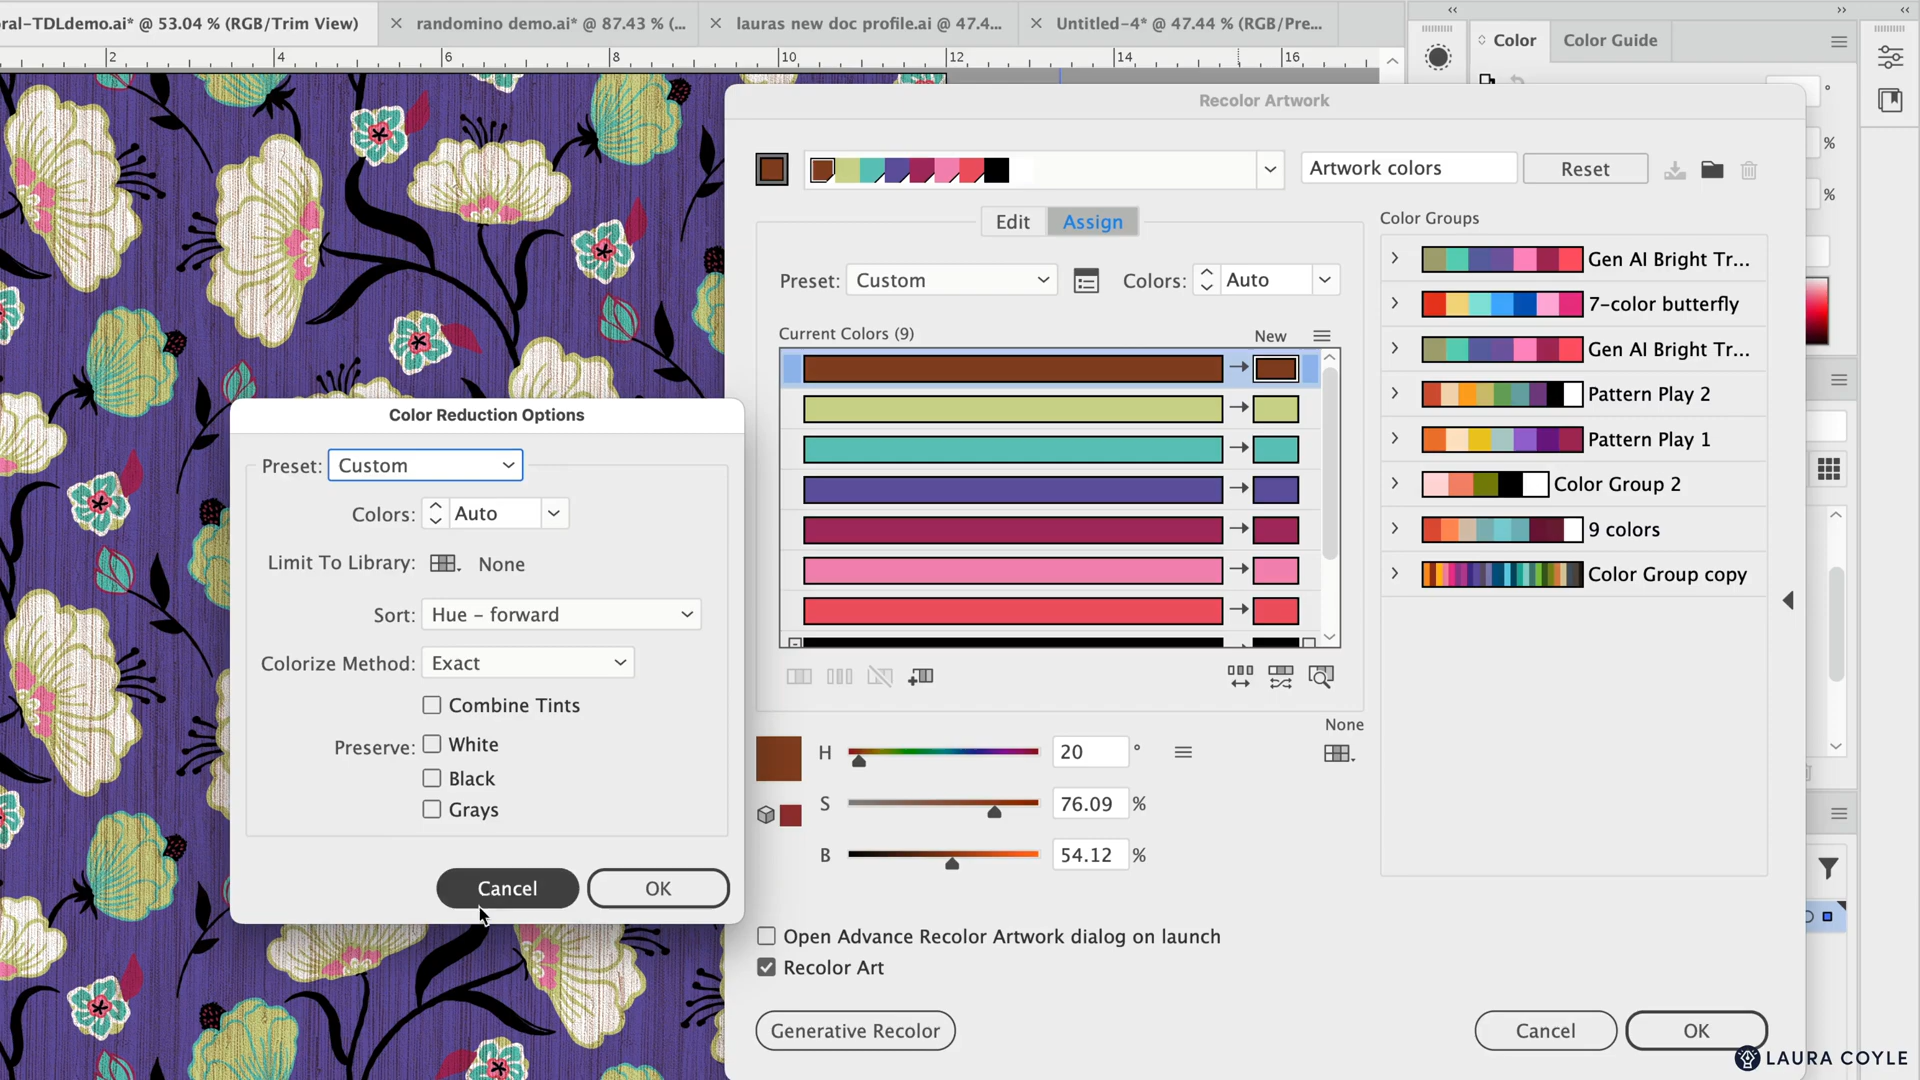 oral-TDLdemo.ai* @ 53.04 % (RGB/Trim View)
randomino demo.ai* @ 87.43 % (...
lauras new doc profile.ai @ 47.4...
Untitled-4* @ 47.44 % (RGB/Pre...
Color
Color Guide
2
4
6
8
10
12
14
16
Recolor Artwork
Artwork colors
Reset
Edit
Assign
Color Groups
Preset:
Custom
Colors:
Auto
Current Colors (9)
New
Gen AI Bright Tr...
7-color butterfly
Gen AI Bright Tr...
Pattern Play 2
Pattern Play 1
Color Group 2
9 colors
Color Group copy
Color Reduction Options
Preset:
Custom
Colors:
Auto
Limit To Library:
None
Sort:
Hue – forward
Colorize Method:
Exact
Combine Tints
Preserve:
White
Black
Grays
Cancel
OK
None
H
20
°
S
76.09
%
B
54.12
%
°
%
%
Open Advance Recolor Artwork dialog on launch
Recolor Art
Generative Recolor
Cancel
OK
LAURA COYLE